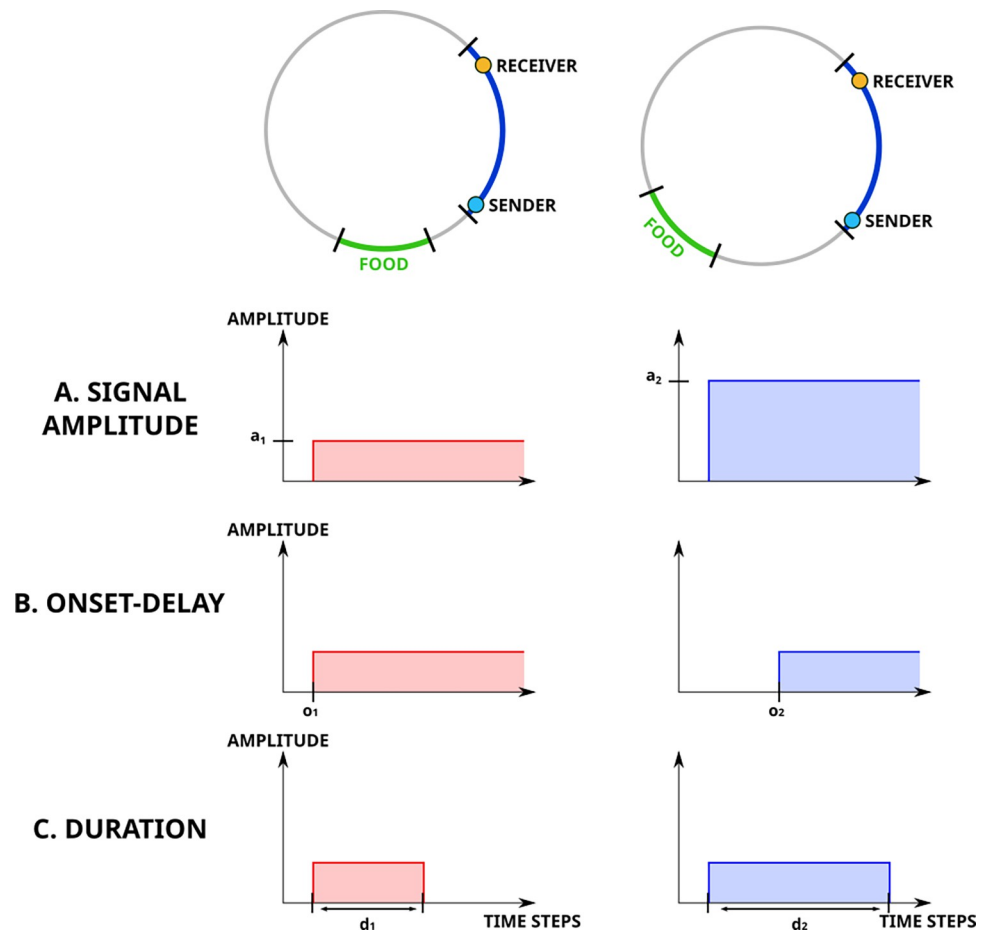 RECEIVER
SENDER
FOOD
RECEIVER
SENDER
FOOD
A. SIGNAL
AMPLITUDE
AMPLITUDE
a₁
a₂
B. ONSET-DELAY
AMPLITUDE
o₁
o₂
C. DURATION
AMPLITUDE
d₁
TIME STEPS
d₂
TIME STEPS